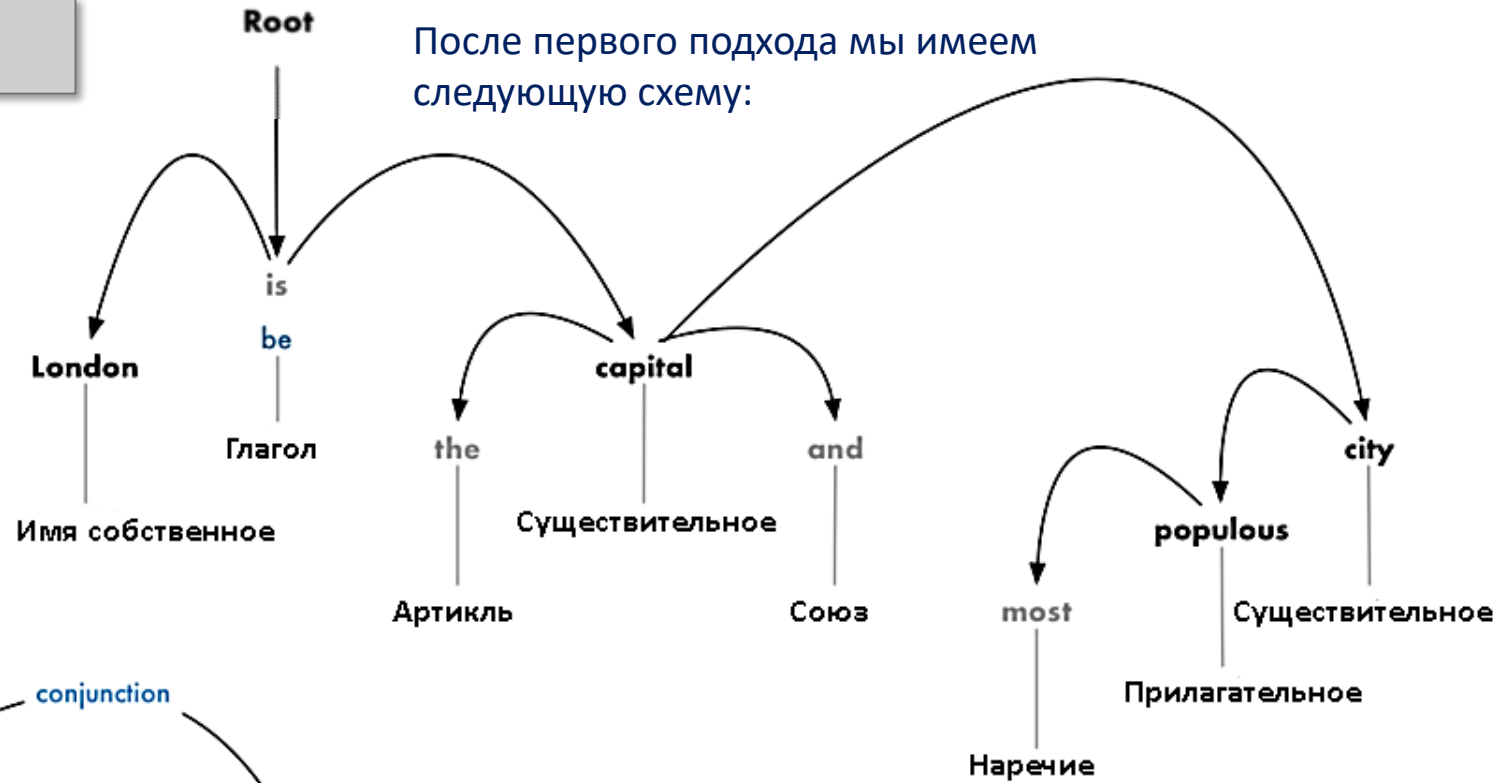 Root
После первого подхода мы имеем
следующую схему:
is
be
London
capital
Глагол
the
and
city
Имя собственное
Существительное
populous
Артикль
Союз
most
Существительное
conjunction
Прилагательное
Наречие